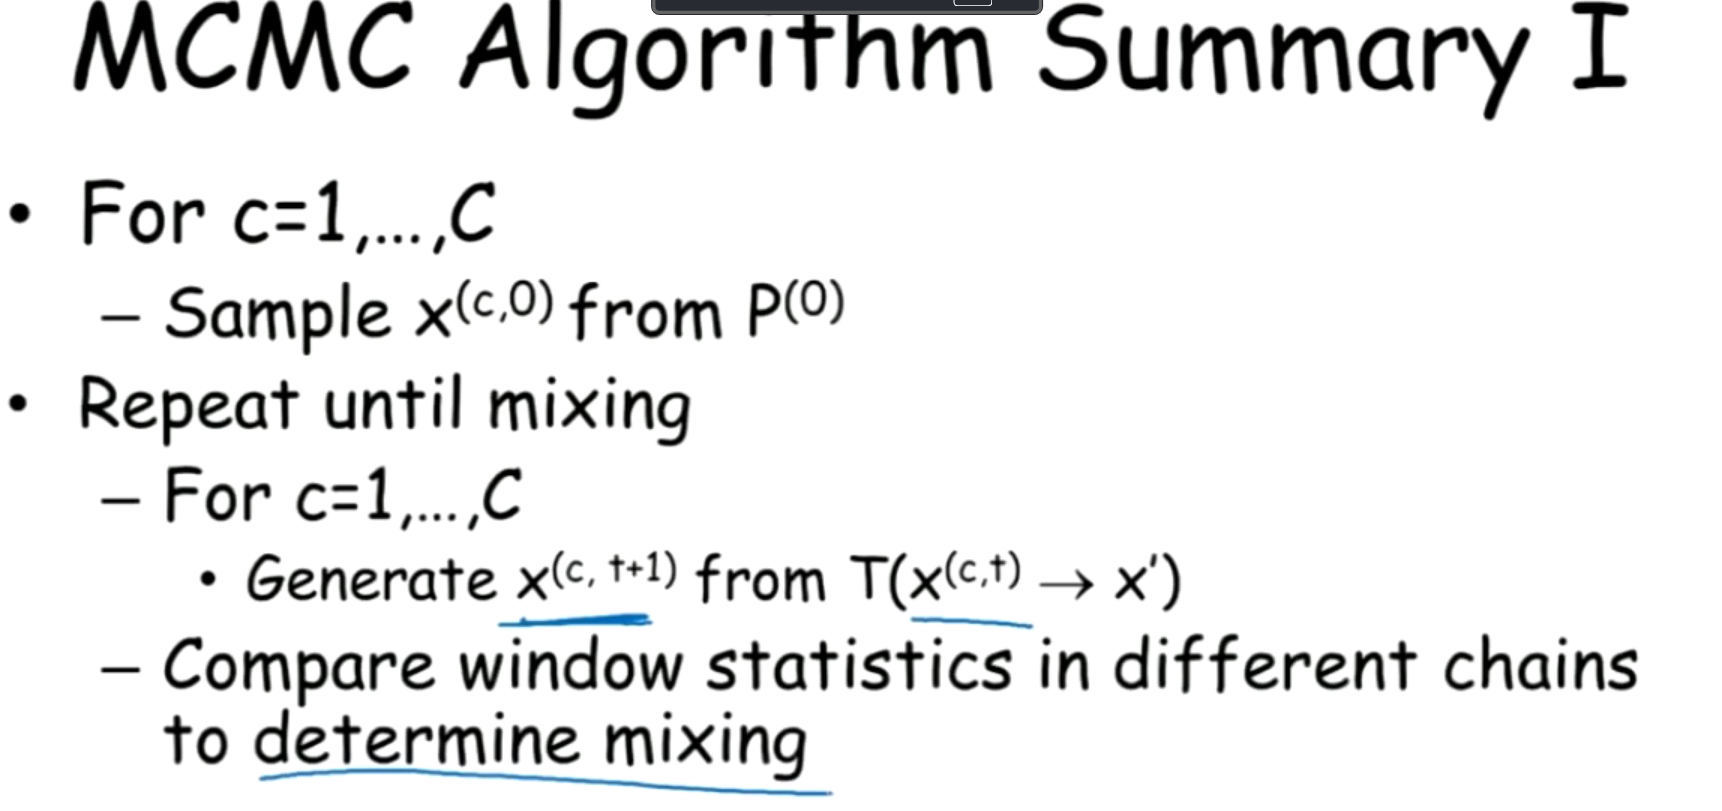 MCMC Algorithm Summary I
• For c=1,...,C
– Sample x(c,0) from P(0)
• Repeat until mixing
– For c=1,...,C
• Generate x(c, t+1) from T(x(c,t) → x')
– Compare window statistics in different chains
to determine mixing